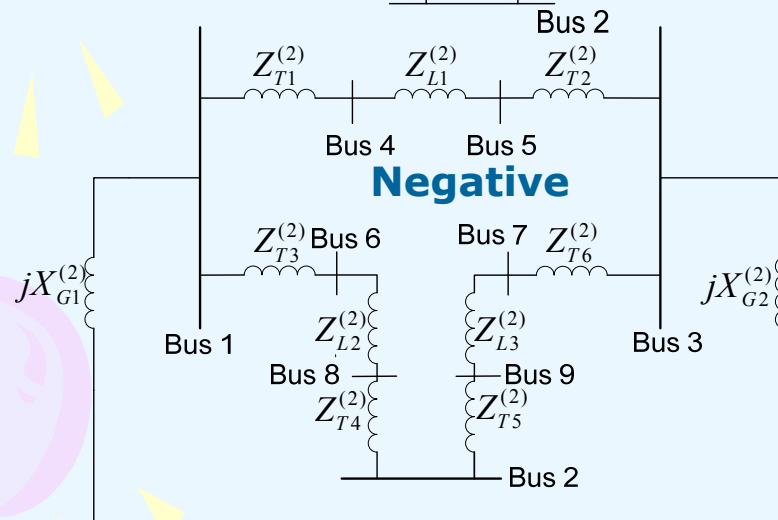 Bus 2
Z_{T1}^{(2)} Z_{L1}^{(2)} Z_{T2}^{(2)}
Bus 4 Bus 5
Negative
Z_{T3}^{(2)} Bus 6 Bus 7 Z_{T6}^{(2)}
jX_{G1}^{(2)} jX_{G2}^{(2)}
Bus 1 Z_{L2}^{(2)} Z_{L3}^{(2)} Bus 3
Bus 8 Bus 9
Z_{T4}^{(2)} Z_{T5}^{(2)}
Bus 2